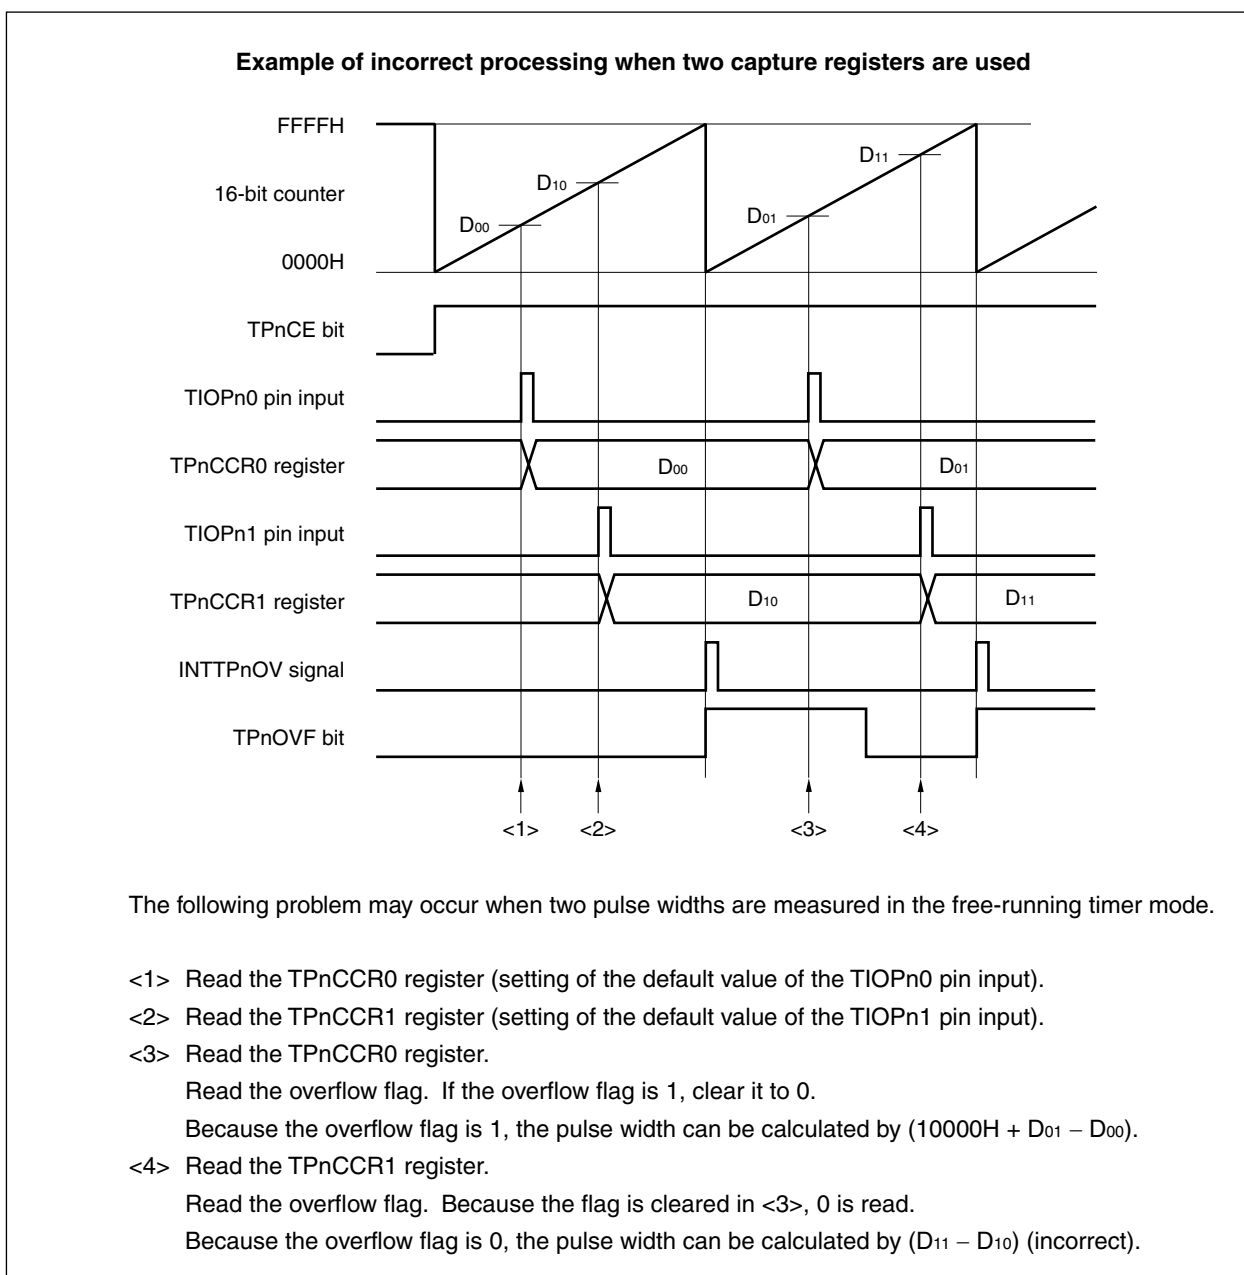 Example of incorrect processing when two capture registers are used
FFFFH
D11
D10
16-bit counter
D01
D00
0000H
TPnCE bit
TIOPn0 pin input
TPnCCR0 register
D00
D01
TIOPn1 pin input
TPnCCR1 register
D10
D11
INTTPnOV signal
TPnOVF bit
<1>
<2>
<3>
<4>
The following problem may occur when two pulse widths are measured in the free-running timer mode.
<1> Read the TPnCCR0 register (setting of the default value of the TIOPn0 pin input).
<2> Read the TPnCCR1 register (setting of the default value of the TIOPn1 pin input).
<3> Read the TPnCCR0 register.
Read the overflow flag. If the overflow flag is 1, clear it to 0.
Because the overflow flag is 1, the pulse width can be calculated by (10000H + D01 − D00).
<4> Read the TPnCCR1 register.
Read the overflow flag. Because the flag is cleared in <3>, 0 is read.
Because the overflow flag is 0, the pulse width can be calculated by (D11 − D10) (incorrect).